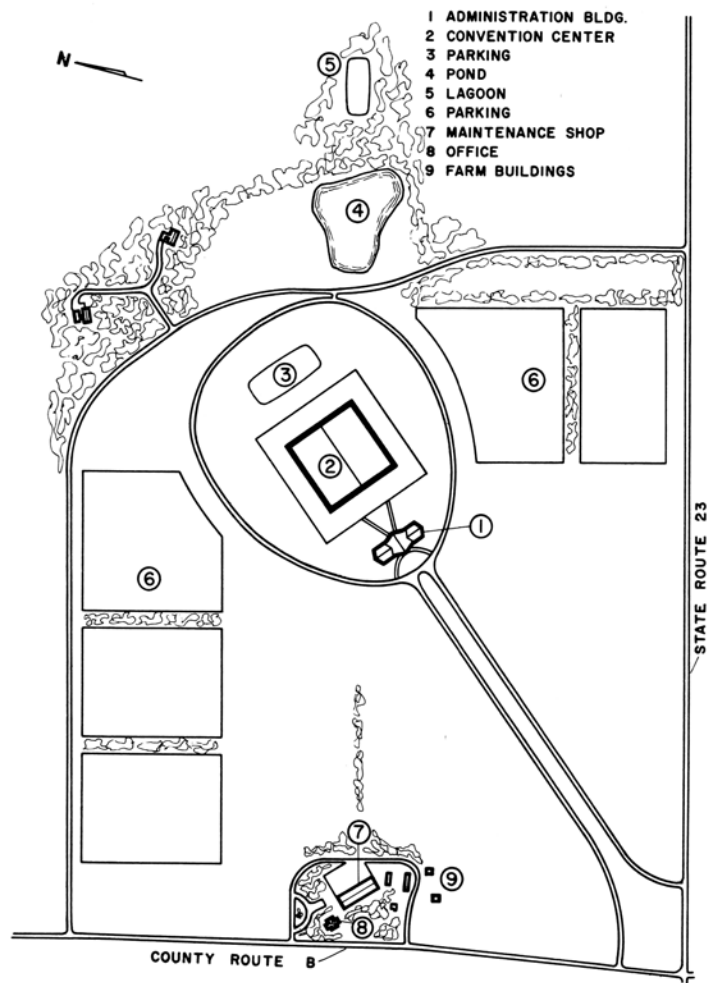 1 ADMINISTRATION BLDG.
2 CONVENTION CENTER
3 PARKING
4 POND
5 LAGOON
6 PARKING
7 MAINTENANCE SHOP
8 OFFICE
9 FARM BUILDINGS
N
5
4
3
6
2
1
6
STATE ROUTE 23
7
9
8
COUNTY ROUTE B